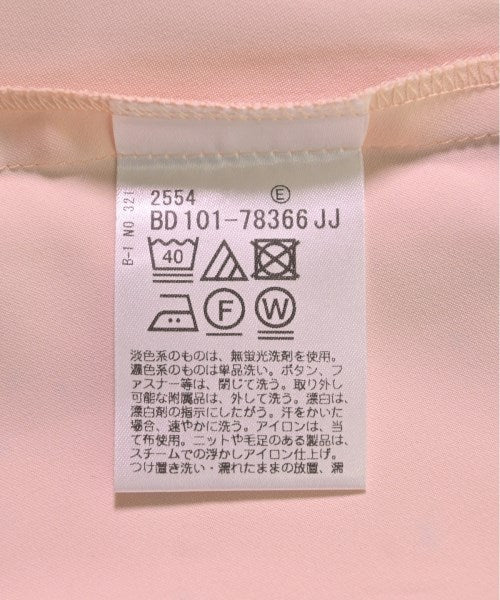 2554 Ⓔ
BD 101-78366 JJ
40
F W
淡色系のものは、無蛍光洗剤を使用。
濃色系のものは単品洗い。ボタン、フ
ァスナー等は、閉じて洗う。取り外し
可能な附属品は、外して洗う。漂白は、
漂白剤の指示にしたがう。汗をかいた
場合、速やかに洗う。アイロンは、当
て布使用。ニットや毛足のある製品は、
スチームでの浮かしアイロン仕上げ。
つけ置き洗い・濡れたままの放置、濡
B-1 NO 321